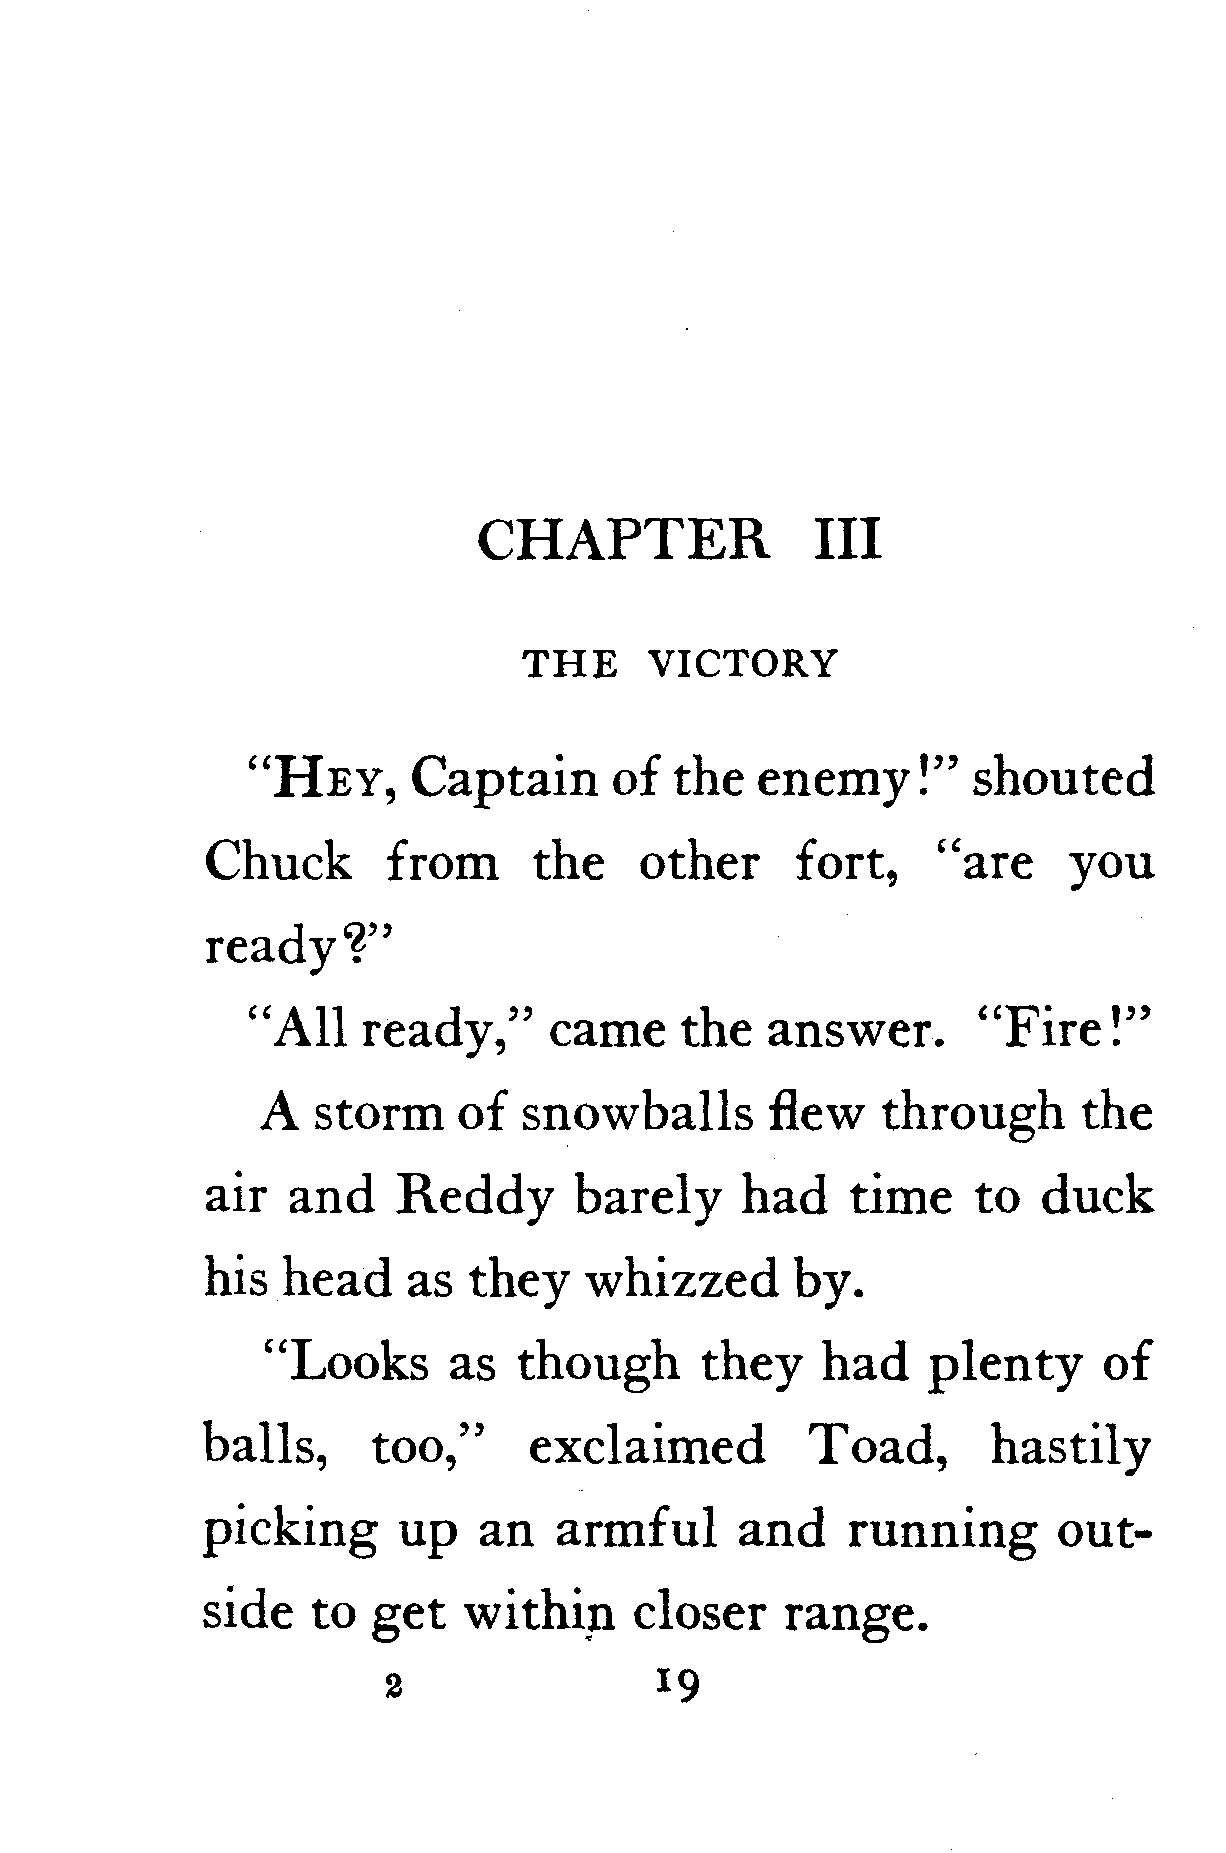 CHAPTER III
THE VICTORY
“HEY, Captain of the enemy!” shouted
Chuck from the other fort, “are you
ready?”
“All ready,” came the answer. “Fire!”
A storm of snowballs flew through the
air and Reddy barely had time to duck
his head as they whizzed by.
“Looks as though they had plenty of
balls, too,” exclaimed Toad, hastily
picking up an armful and running out-
side to get within closer range.
2 19